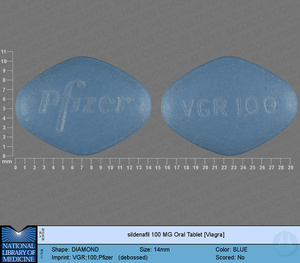 Pfizer
VGR 100
11
10
9
8
7
6
5
4
3
2
1
0
mm
0 1 2 3 4 5 6 7 8 9 10 11 12 13 14 15 16 17 18 19 20 21 22 23 24 25 26 27 28 29
sildenafil 100 MG Oral Tablet [Viagra]
Shape: DIAMOND Size: 14mm Color: BLUE
Imprint: VGR;100;Pfizer (debossed) Scored: No
NATIONAL
LIBRARY OF
MEDICINE